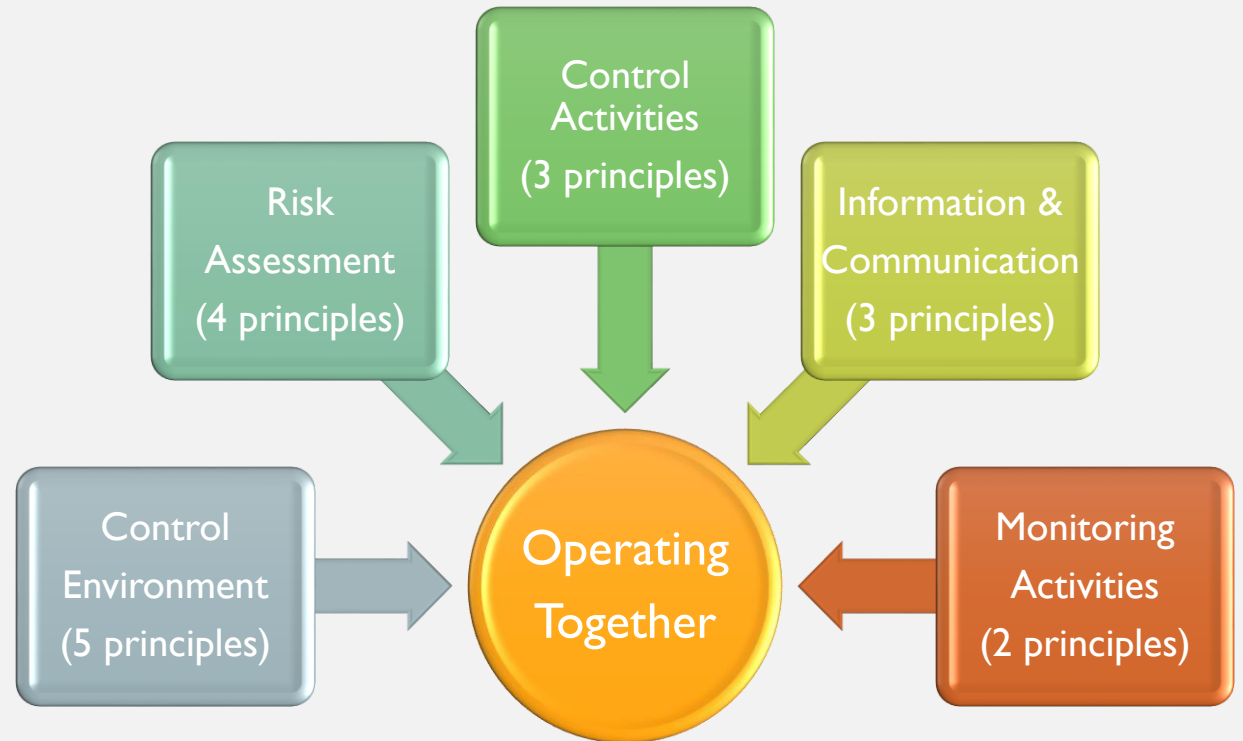 Control
Activities
(3 principles)
Risk
Assessment
(4 principles)
Information &
Communication
(3 principles)
Control
Environment
(5 principles)
Operating
Together
Monitoring
Activities
(2 principles)